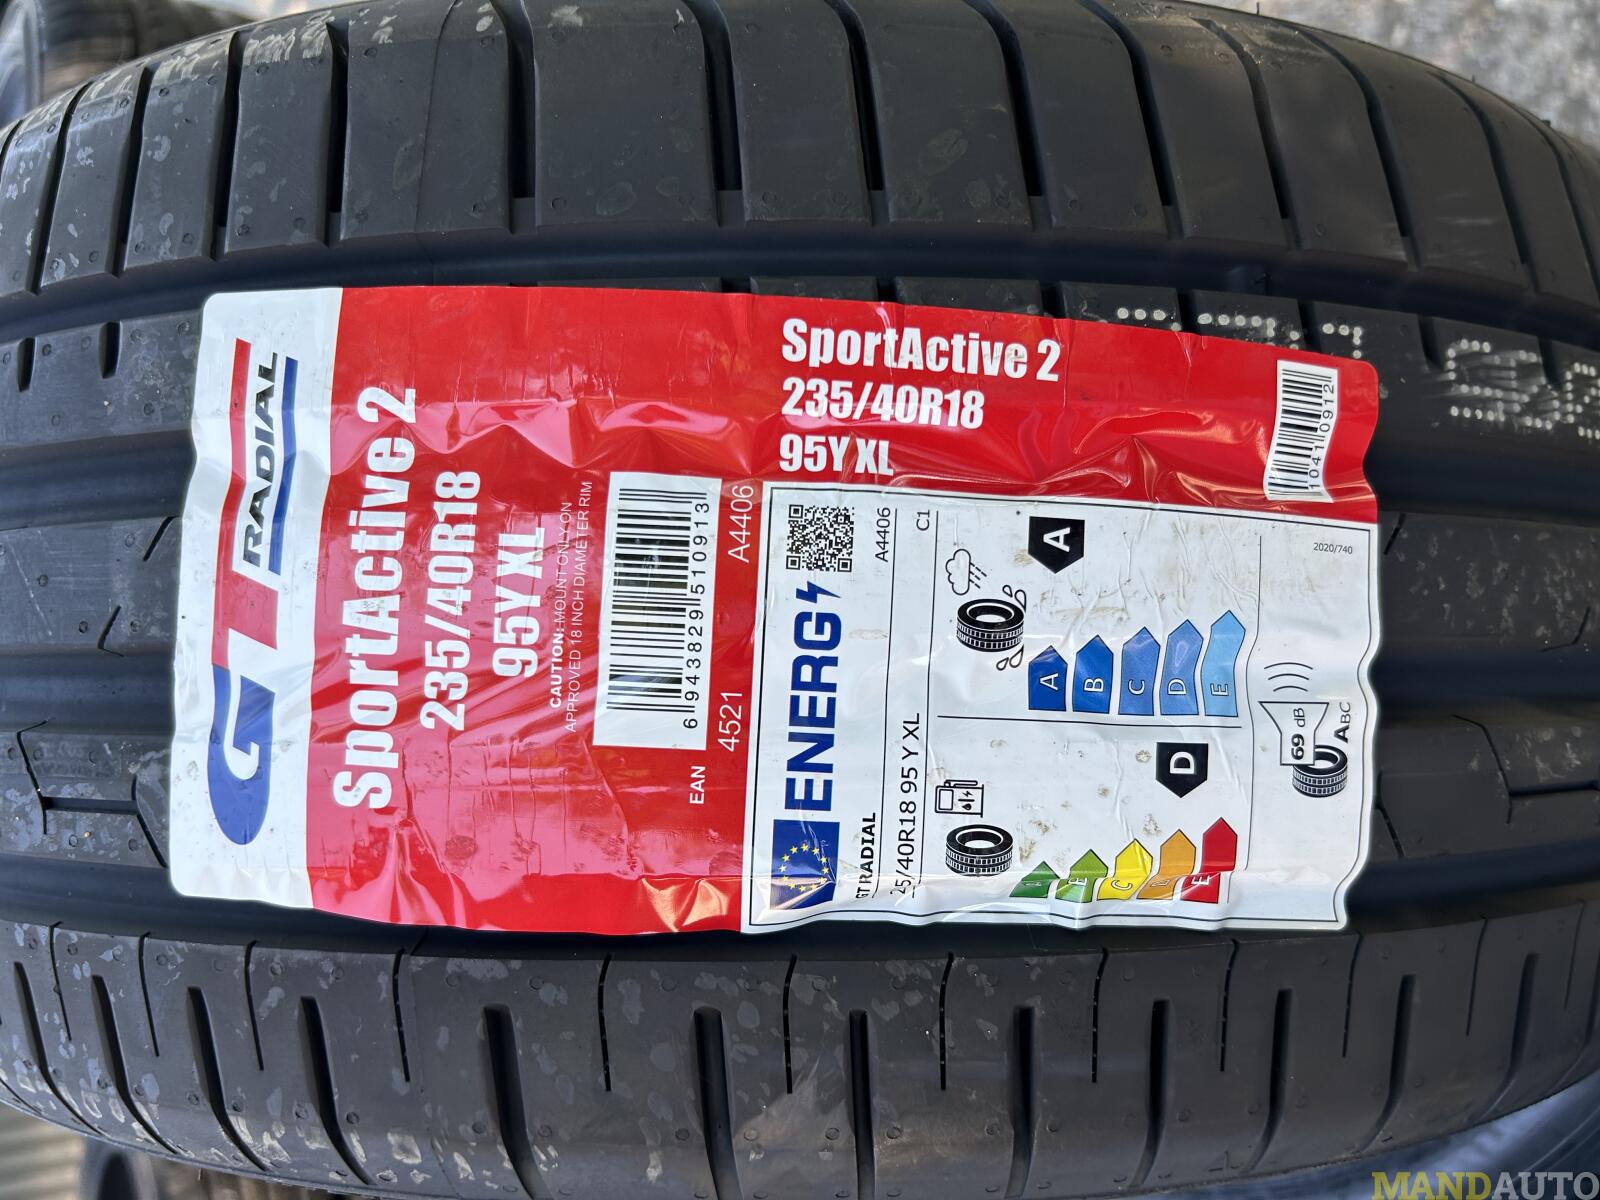 GT RADIAL
SportActive 2
235/40R18
95Y XL
CAUTION: MOUNT ONLY ON
APPROVED 18 INCH DIAMETER RIM
6 943829 510913
EAN
4521
A4406
SportActive 2
235/40R18
95Y XL
10410912
ENERG
GT RADIAL
A4406
25/40R18 95 Y XL
C1
A
A
B
C
D
E
D
C
D
E
69 dB
ABC
2020/740
MANDAUTO